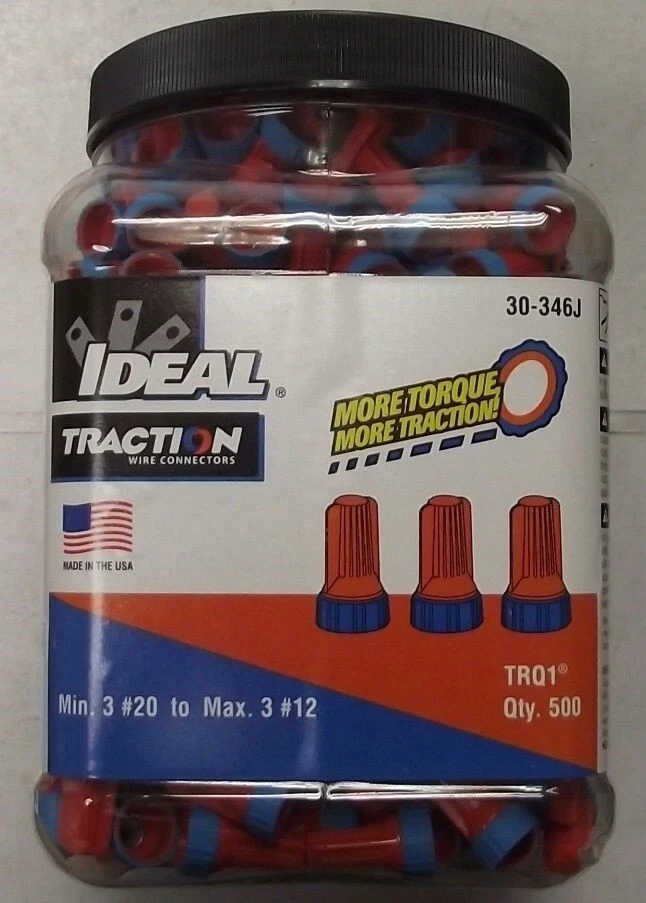 30-346J
IDEAL®
TRACTION
WIRE CONNECTORS
MORE TORQUE,
MORE TRACTION!
MADE IN THE USA
TRQ1®
Min. 3 #20 to Max. 3 #12
Qty. 500